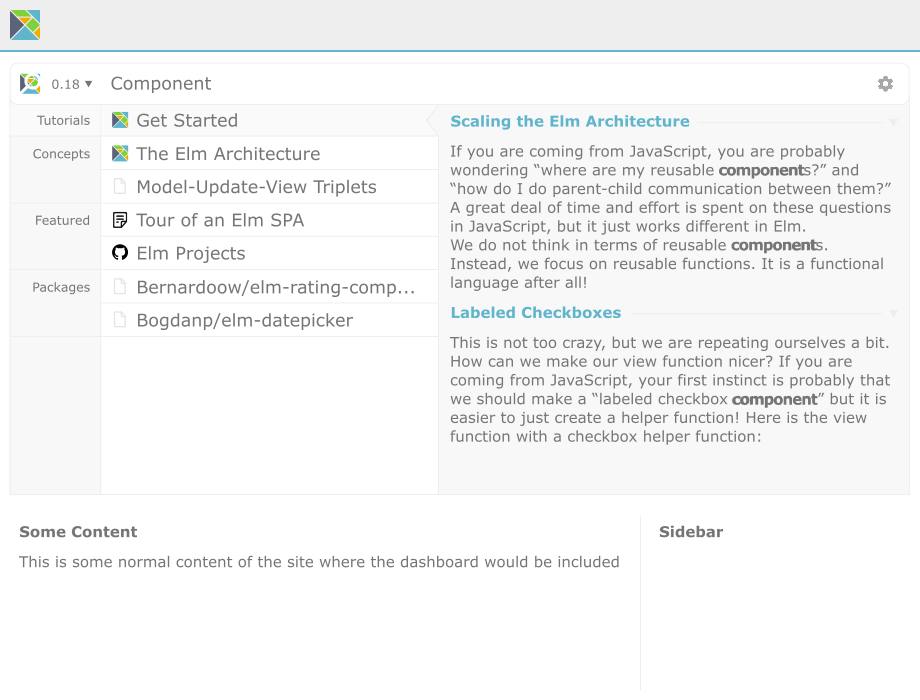 0.18 ▼ Component
Tutorials
Get Started
Concepts
The Elm Architecture
Model-Update-View Triplets
Featured
Tour of an Elm SPA
Elm Projects
Packages
Bernardoow/elm-rating-comp...
Bogdanp/elm-datepicker
Scaling the Elm Architecture
If you are coming from JavaScript, you are probably
wondering “where are my reusable components?” and
“how do I do parent-child communication between them?”
A great deal of time and effort is spent on these questions
in JavaScript, but it just works different in Elm.
We do not think in terms of reusable components.
Instead, we focus on reusable functions. It is a functional
language after all!
Labeled Checkboxes
This is not too crazy, but we are repeating ourselves a bit.
How can we make our view function nicer? If you are
coming from JavaScript, your first instinct is probably that
we should make a “labeled checkbox component” but it is
easier to just create a helper function! Here is the view
function with a checkbox helper function:
Some Content
This is some normal content of the site where the dashboard would be included
Sidebar